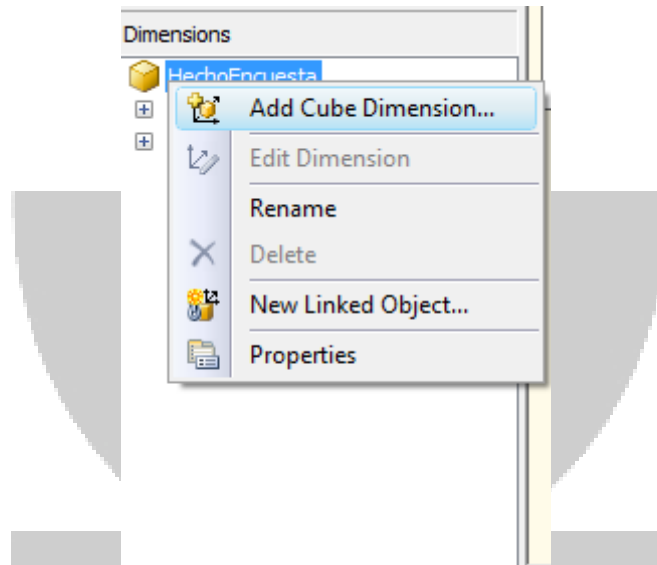 Dimensions
HechoEncuesta
Add Cube Dimension...
Edit Dimension
Rename
Delete
New Linked Object...
Properties